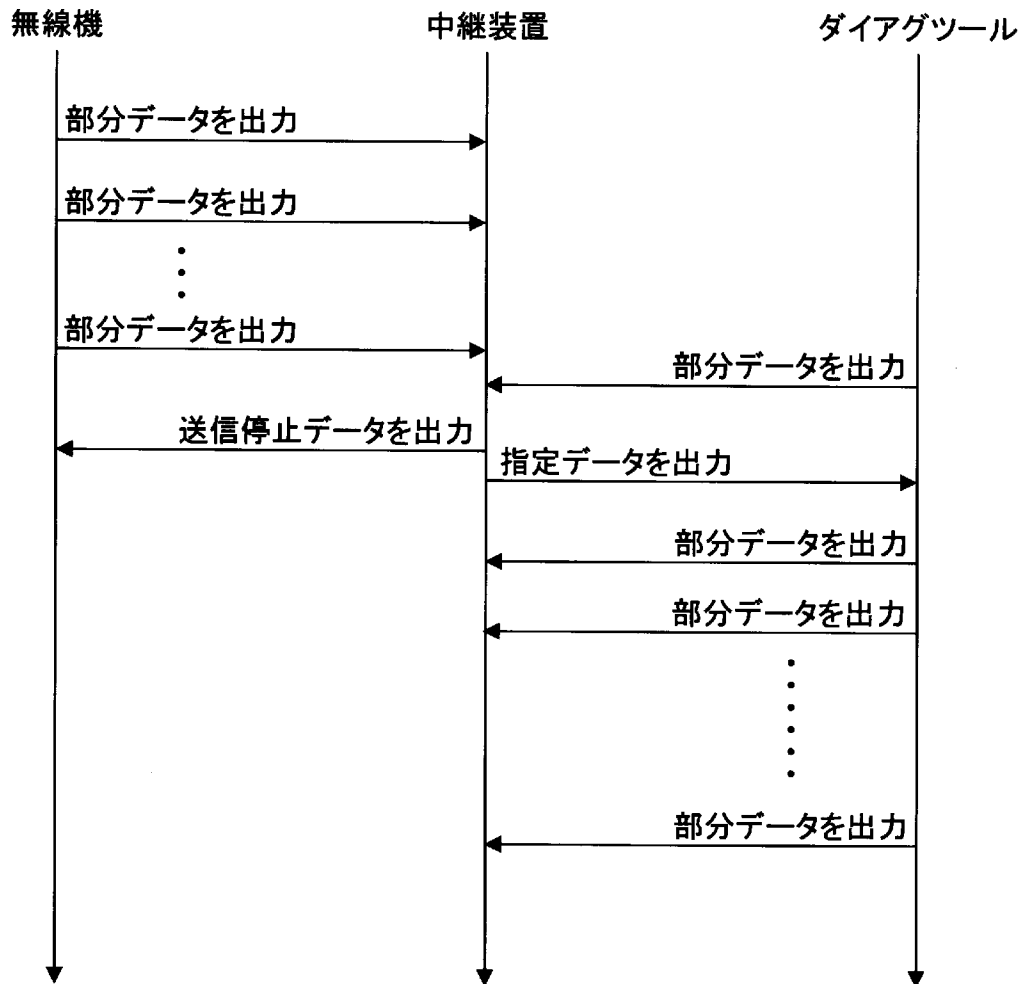 無線機
中継装置
ダイアグツール
部分データを出力
部分データを出力
部分データを出力
部分データを出力
送信停止データを出力
指定データを出力
部分データを出力
部分データを出力
部分データを出力